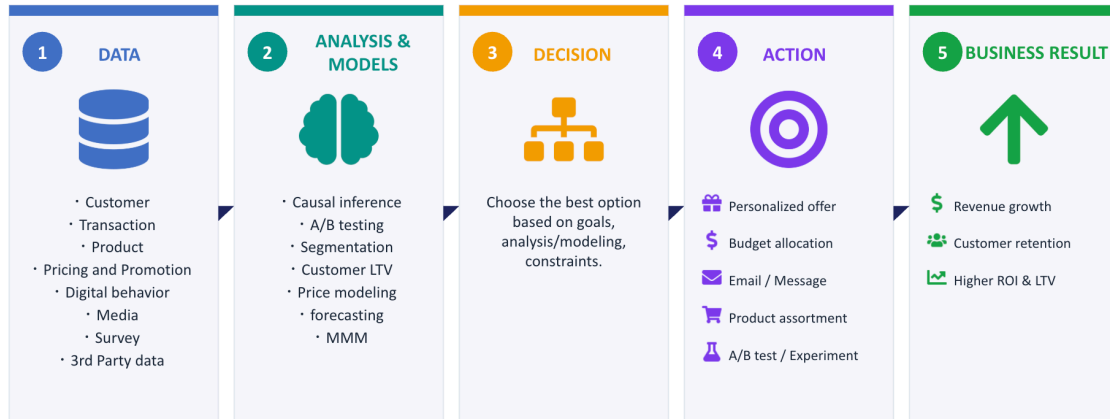 1 DATA
· Customer
· Transaction
· Product
· Pricing and Promotion
· Digital behavior
· Media
· Survey
· 3rd Party data
2 ANALYSIS &
MODELS
· Causal inference
· A/B testing
· Segmentation
· Customer LTV
· Price modeling
· forecasting
· MMM
3 DECISION
Choose the best option
based on goals,
analysis/modeling,
constraints.
4 ACTION
Personalized offer
$ Budget allocation
Email / Message
Product assortment
A/B test / Experiment
5 BUSINESS RESULT
$ Revenue growth
Customer retention
Higher ROI & LTV